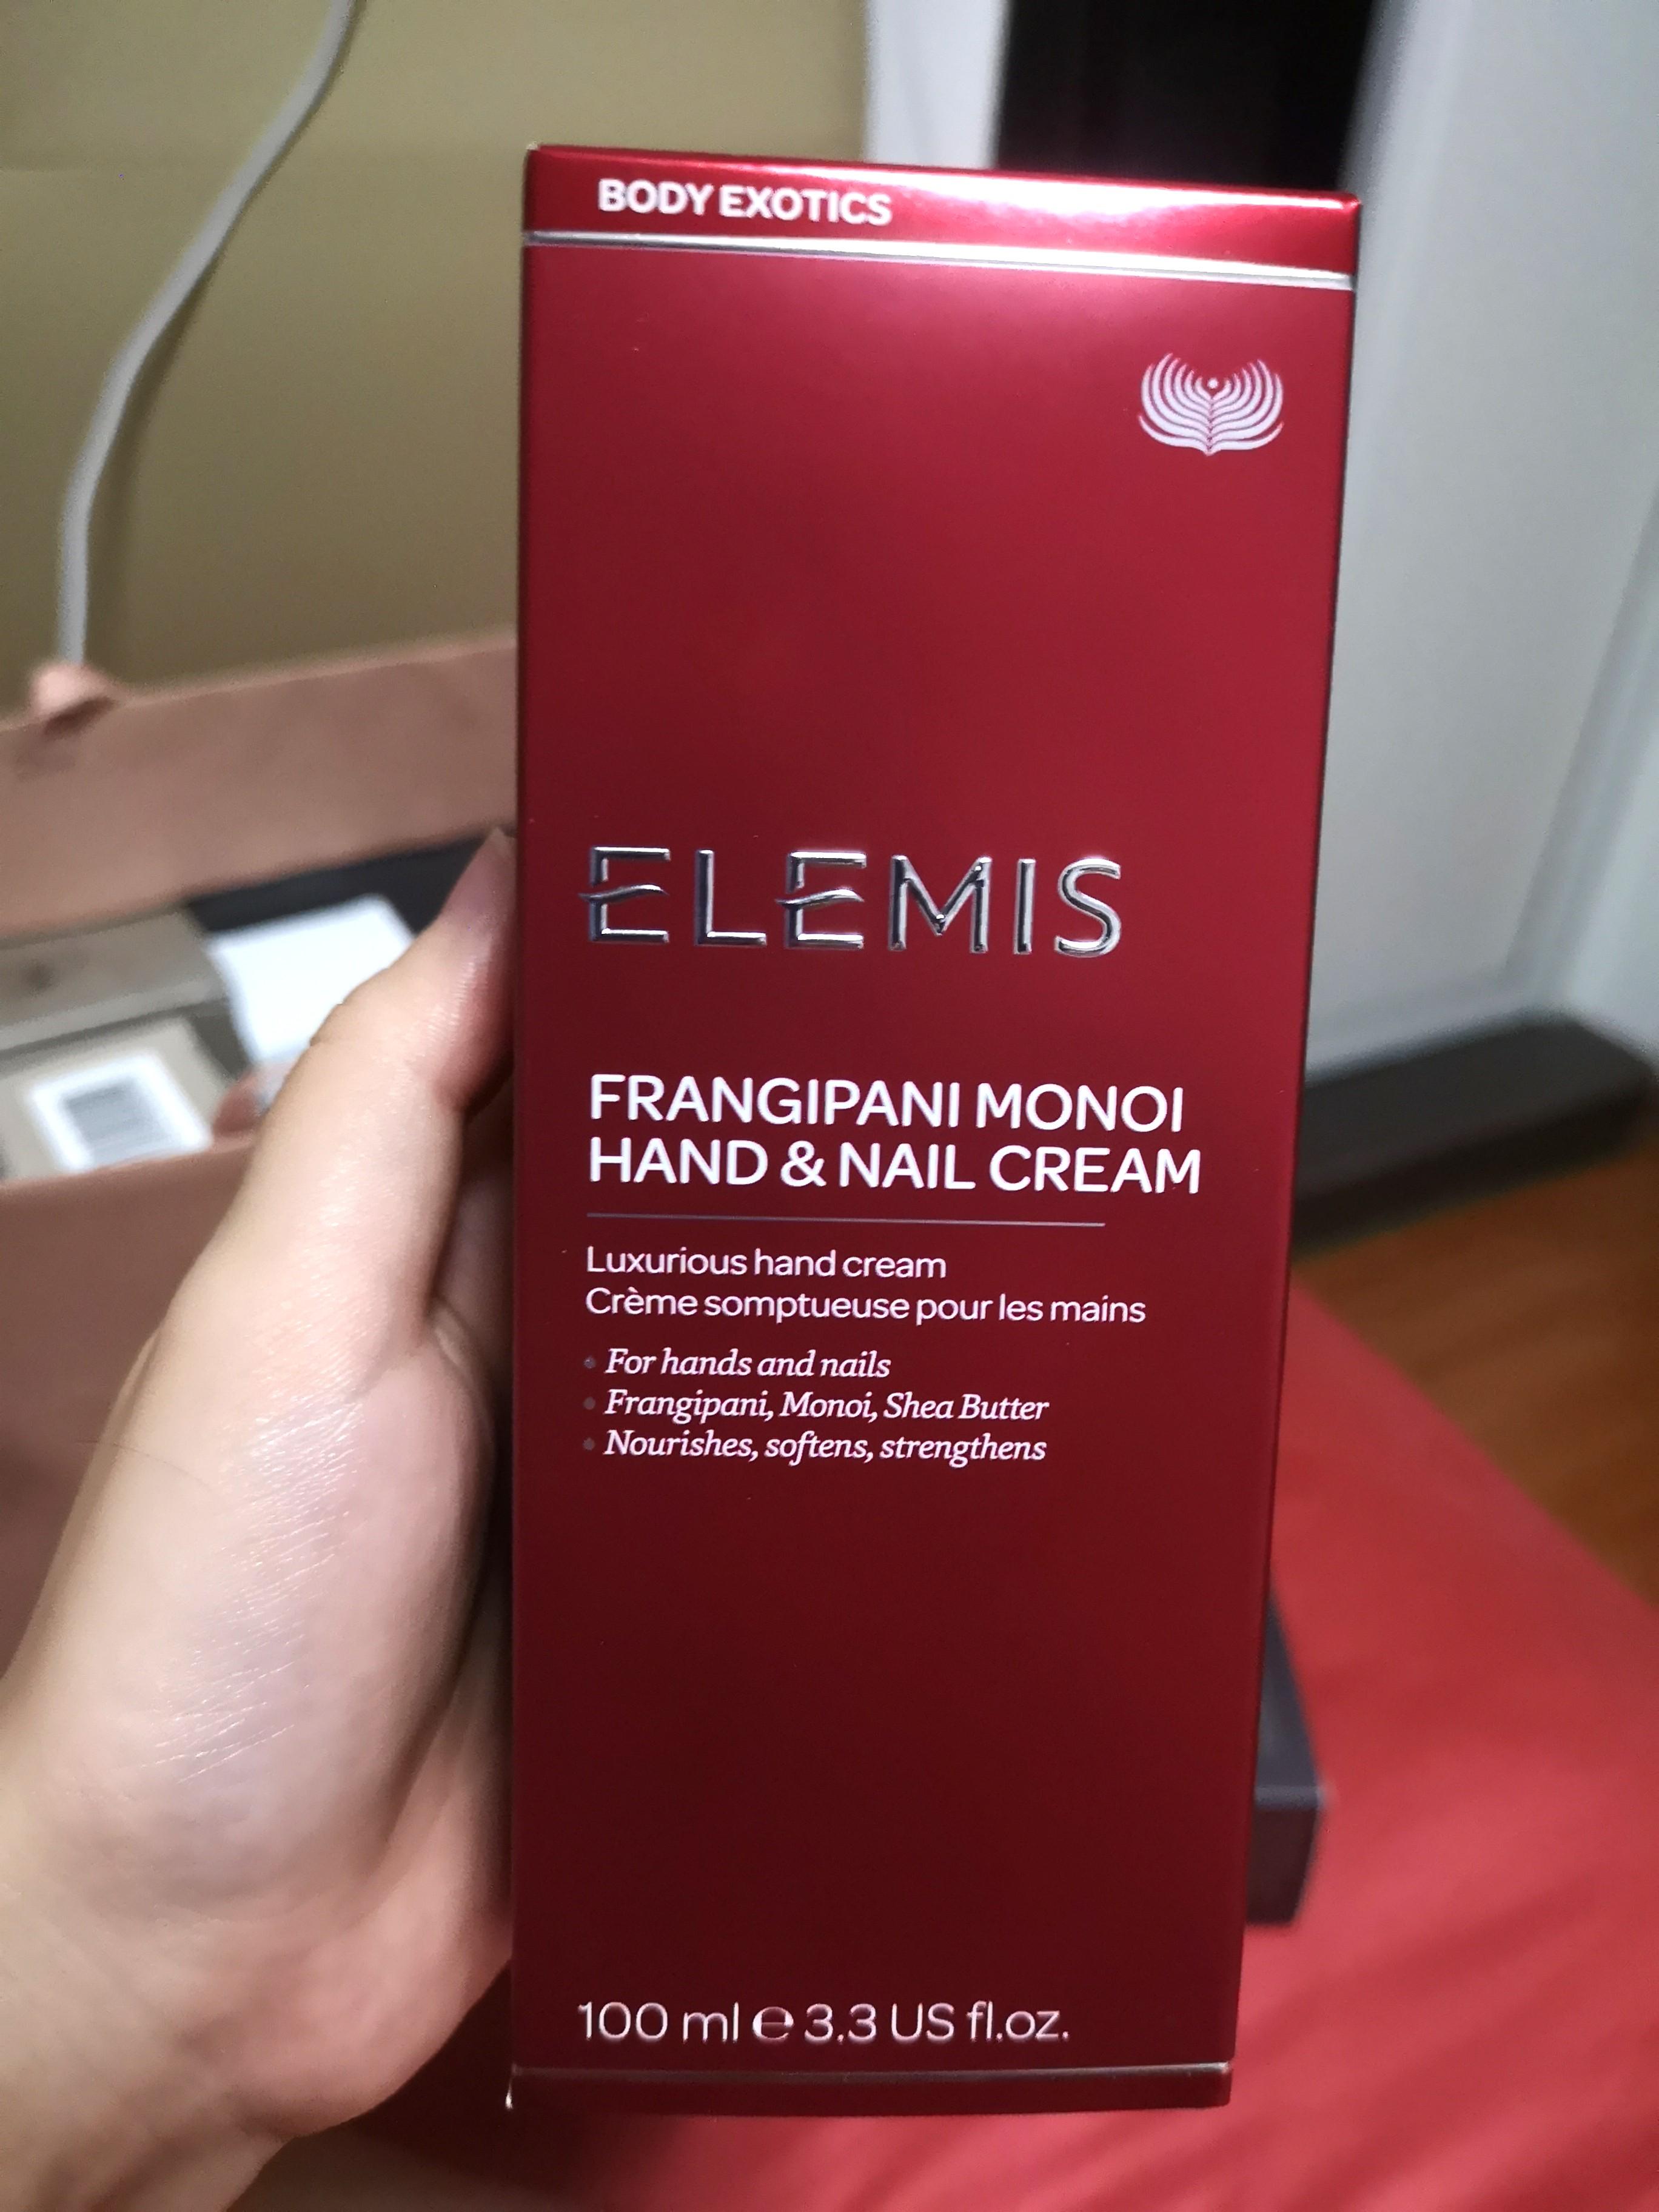 BODY EXOTICS
ELEMIS
FRANGIPANI MONOI
HAND & NAIL CREAM
Luxurious hand cream
Crème somptueuse pour les mains
• For hands and nails
• Frangipani, Monoi, Shea Butter
• Nourishes, softens, strengthens
100 ml ℮ 3.3 US fl.oz.